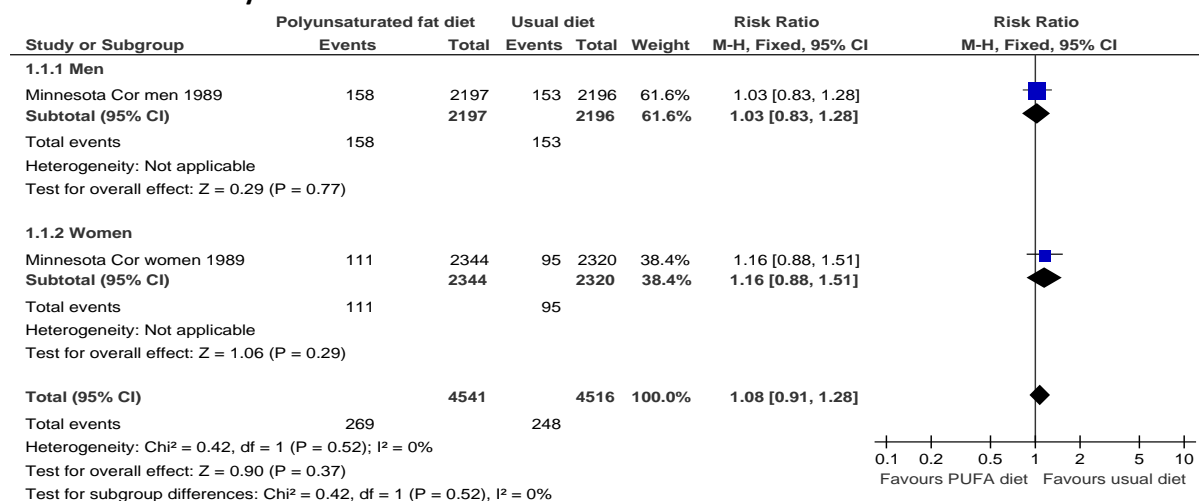 Polyunsaturated fat diet Usual diet Risk Ratio Risk Ratio
Study or Subgroup Events Total Events Total Weight M-H, Fixed, 95% CI M-H, Fixed, 95% CI
1.1.1 Men
Minnesota Cor men 1989 158 2197 153 2196 61.6% 1.03 [0.83, 1.28]
Subtotal (95% CI) 2197 2196 61.6% 1.03 [0.83, 1.28]
Total events 158 153
Heterogeneity: Not applicable
Test for overall effect: Z = 0.29 (P = 0.77)
1.1.2 Women
Minnesota Cor women 1989 111 2344 95 2320 38.4% 1.16 [0.88, 1.51]
Subtotal (95% CI) 2344 2320 38.4% 1.16 [0.88, 1.51]
Total events 111 95
Heterogeneity: Not applicable
Test for overall effect: Z = 1.06 (P = 0.29)
Total (95% CI) 4541 4516 100.0% 1.08 [0.91, 1.28]
Total events 269 248
Heterogeneity: Chi² = 0.42, df = 1 (P = 0.52); I² = 0%
Test for overall effect: Z = 0.90 (P = 0.37)
Test for subgroup differences: Chi² = 0.42, df = 1 (P = 0.52), I² = 0%
0.1 0.2 0.5 1 2 5 10
Favours PUFA diet Favours usual diet